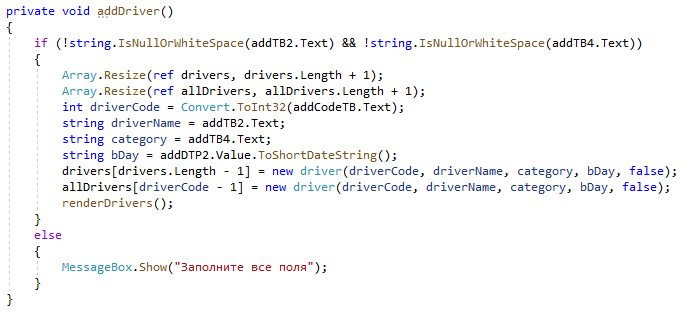 private void addDriver()
{
if (!string.IsNullOrWhiteSpace(addTB2.Text) && !string.IsNullOrWhiteSpace(addTB4.Text))
{
Array.Resize(ref drivers, drivers.Length + 1);
Array.Resize(ref allDrivers, allDrivers.Length + 1);
int driverCode = Convert.ToInt32(addCodeTB.Text);
string driverName = addTB2.Text;
string category = addTB4.Text;
string bDay = addDTP2.Value.ToShortDateString();
drivers[drivers.Length - 1] = new driver(driverCode, driverName, category, bDay, false);
allDrivers[driverCode - 1] = new driver(driverCode, driverName, category, bDay, false);
renderDrivers();
}
else
{
MessageBox.Show("Заполните все поля");
}
}